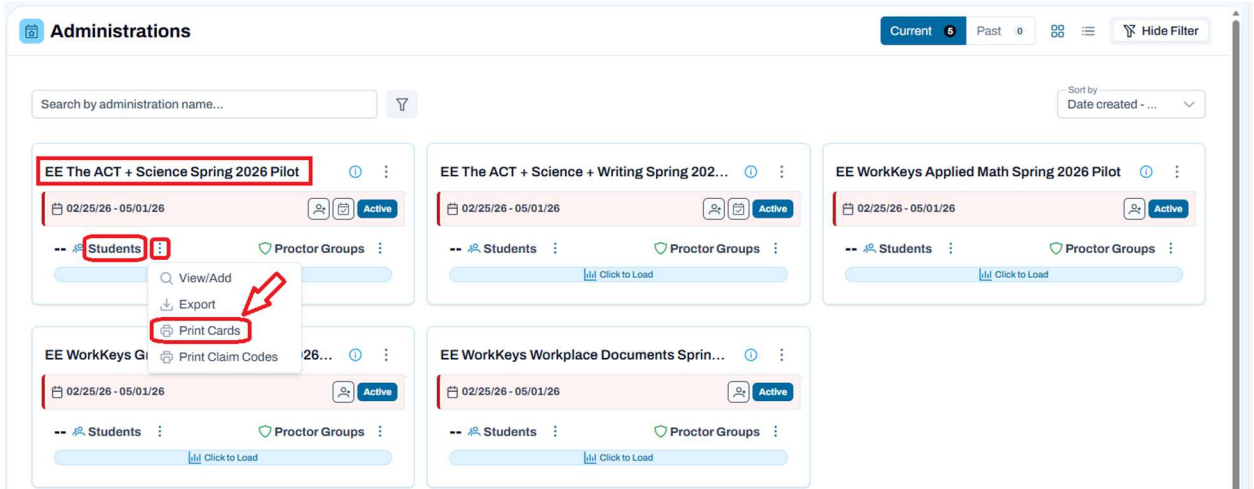 Administrations
Current 5 Past 0 Hide Filter
Search by administration name...
Sort by
Date created - ...
EE The ACT + Science Spring 2026 Pilot
02/25/26 - 05/01/26 Active
-- Students Proctor Groups
View/Add
Export
Print Cards
Print Claim Codes
EE The ACT + Science + Writing Spring 202...
02/25/26 - 05/01/26 Active
-- Students Proctor Groups
Click to Load
EE WorkKeys Applied Math Spring 2026 Pilot
02/25/26 - 05/01/26 Active
-- Students Proctor Groups
Click to Load
EE WorkKeys G 26...
02/25/26 - 05/01/26 Active
-- Students Proctor Groups
Click to Load
EE WorkKeys Workplace Documents Sprin...
02/25/26 - 05/01/26 Active
-- Students Proctor Groups
Click to Load